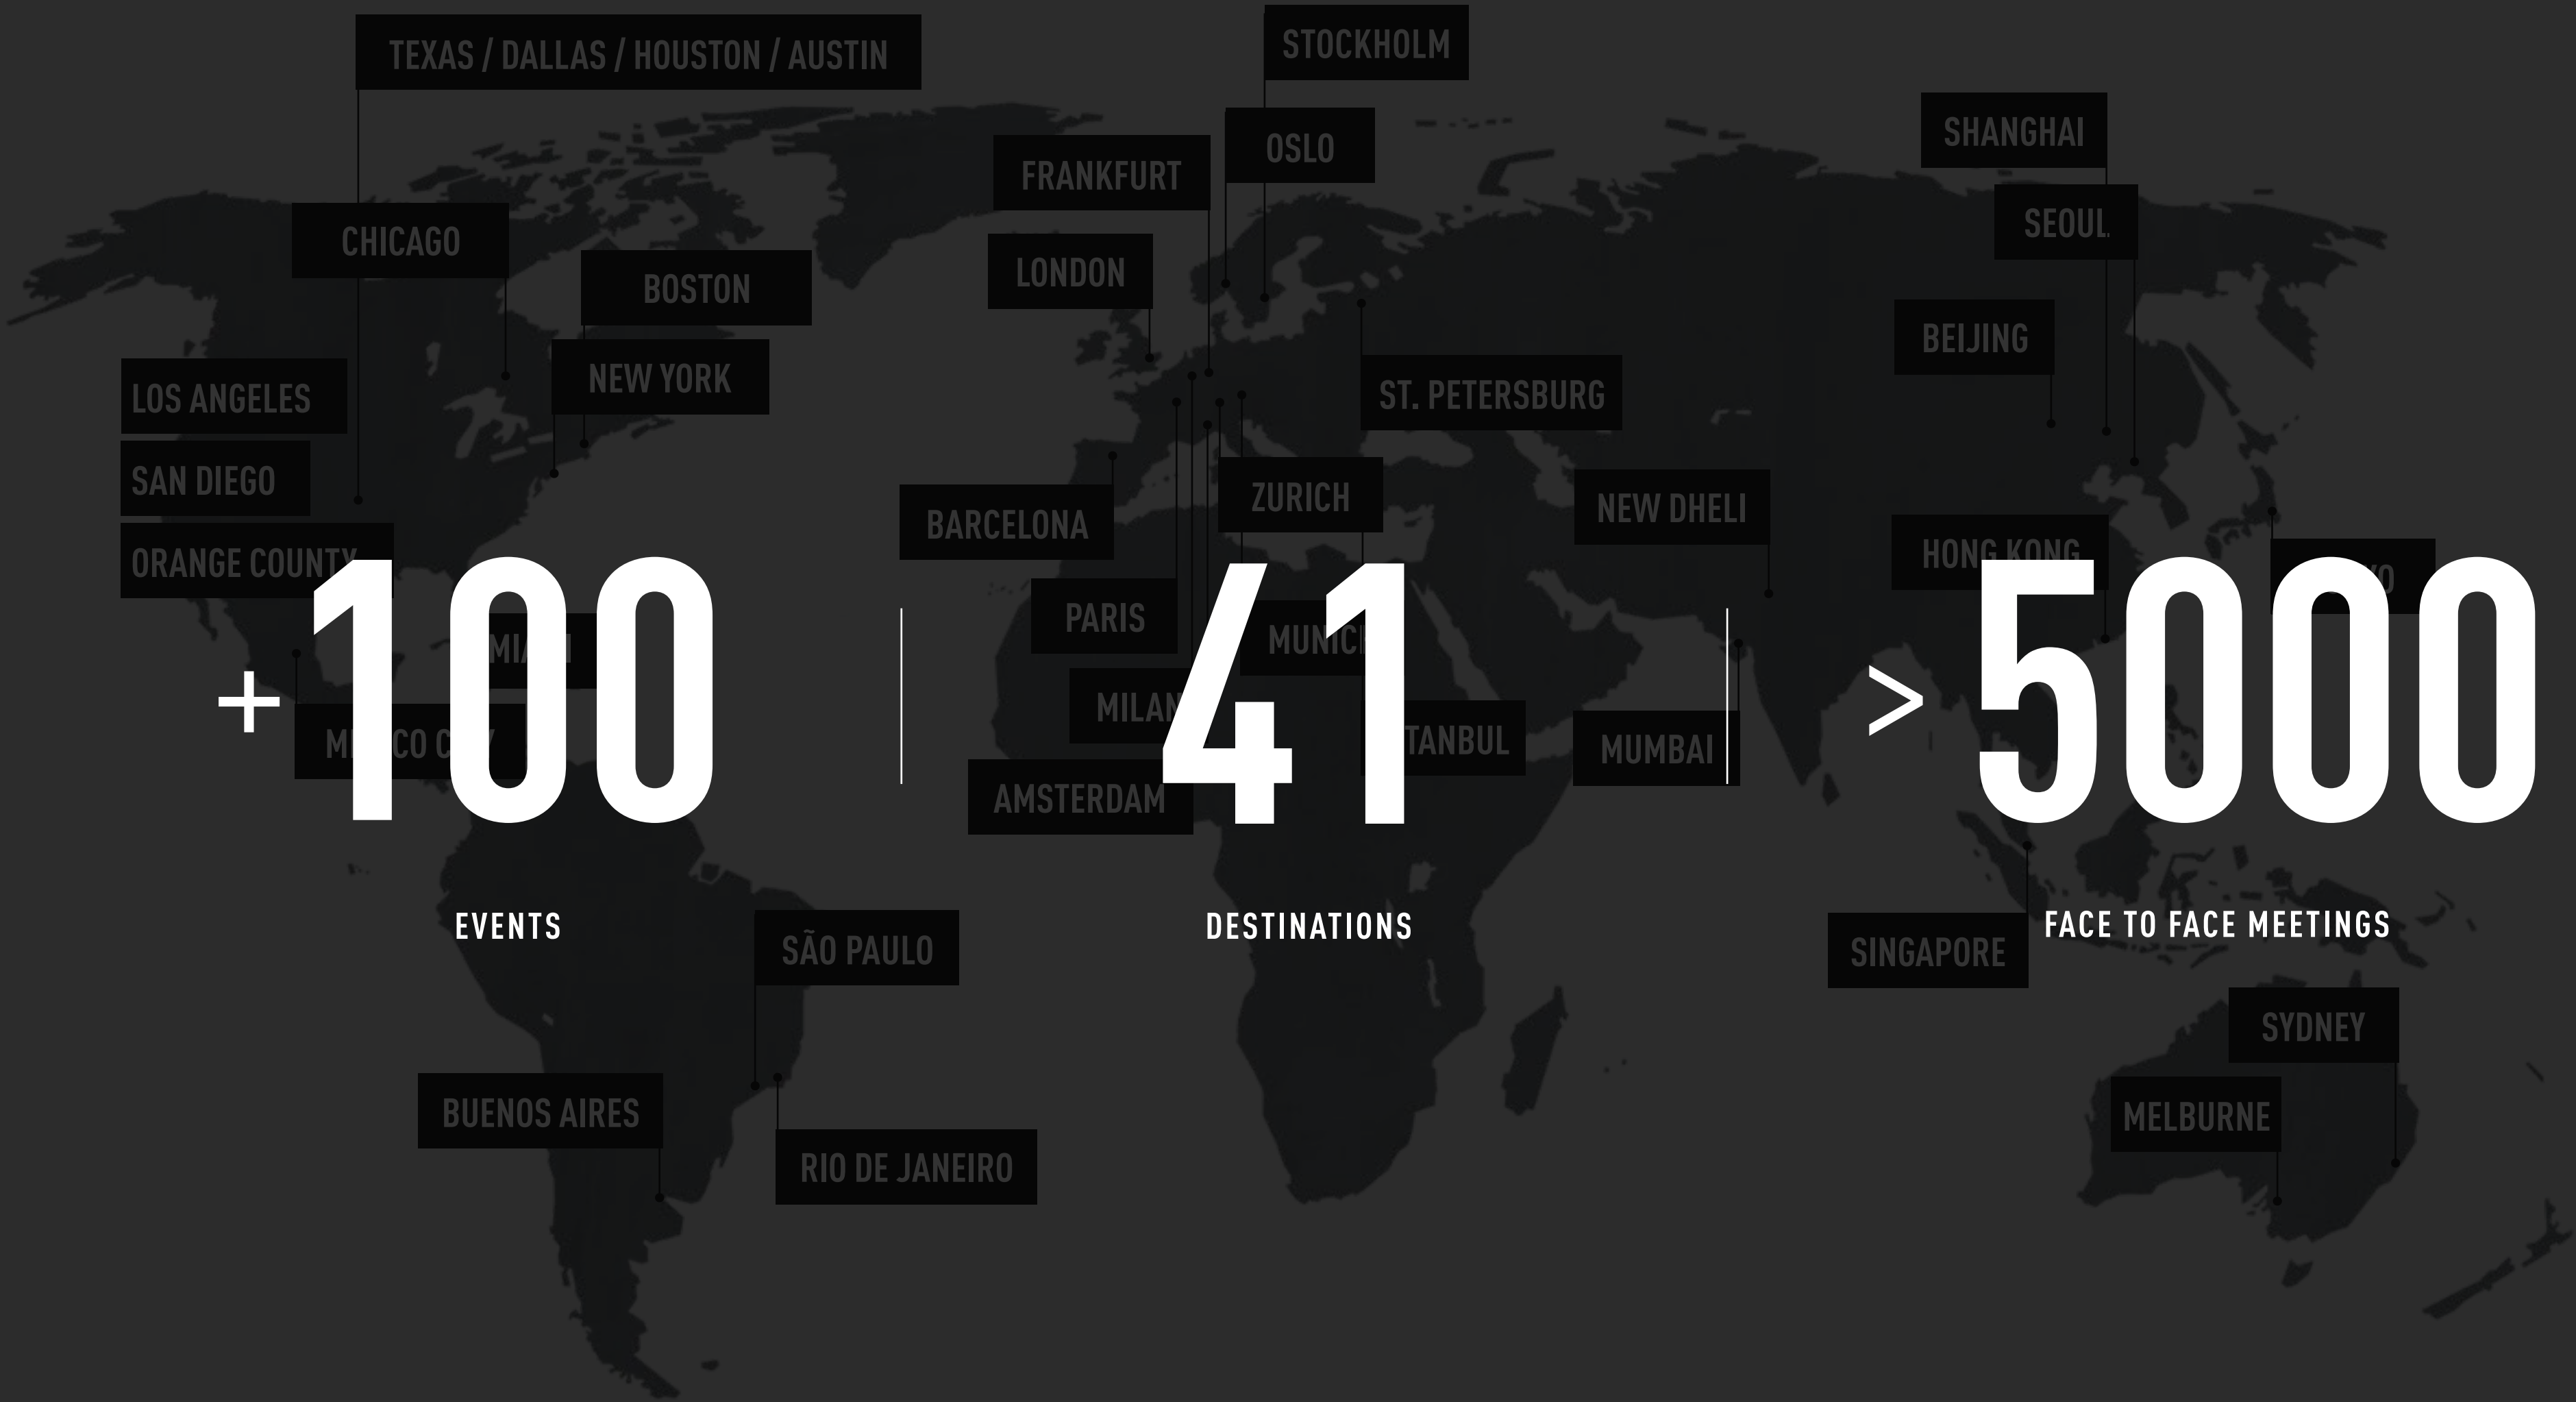 TEXAS / DALLAS / HOUSTON / AUSTIN
STOCKHOLM
OSLO
SHANGHAI
FRANKFURT
SEOUL
CHICAGO
LONDON
BOSTON
BEIJING
NEW YORK
LOS ANGELES
ST. PETERSBURG
SAN DIEGO
ZURICH
NEW DHELI
BARCELONA
HONG KONG
ORANGE COUNTY
PARIS
MUNICH
MILAN
MUMBAI
AMSTERDAM
+100
41
>5000
EVENTS
DESTINATIONS
FACE TO FACE MEETINGS
SÃO PAULO
SINGAPORE
SYDNEY
BUENOS AIRES
MELBURNE
RIO DE JANEIRO